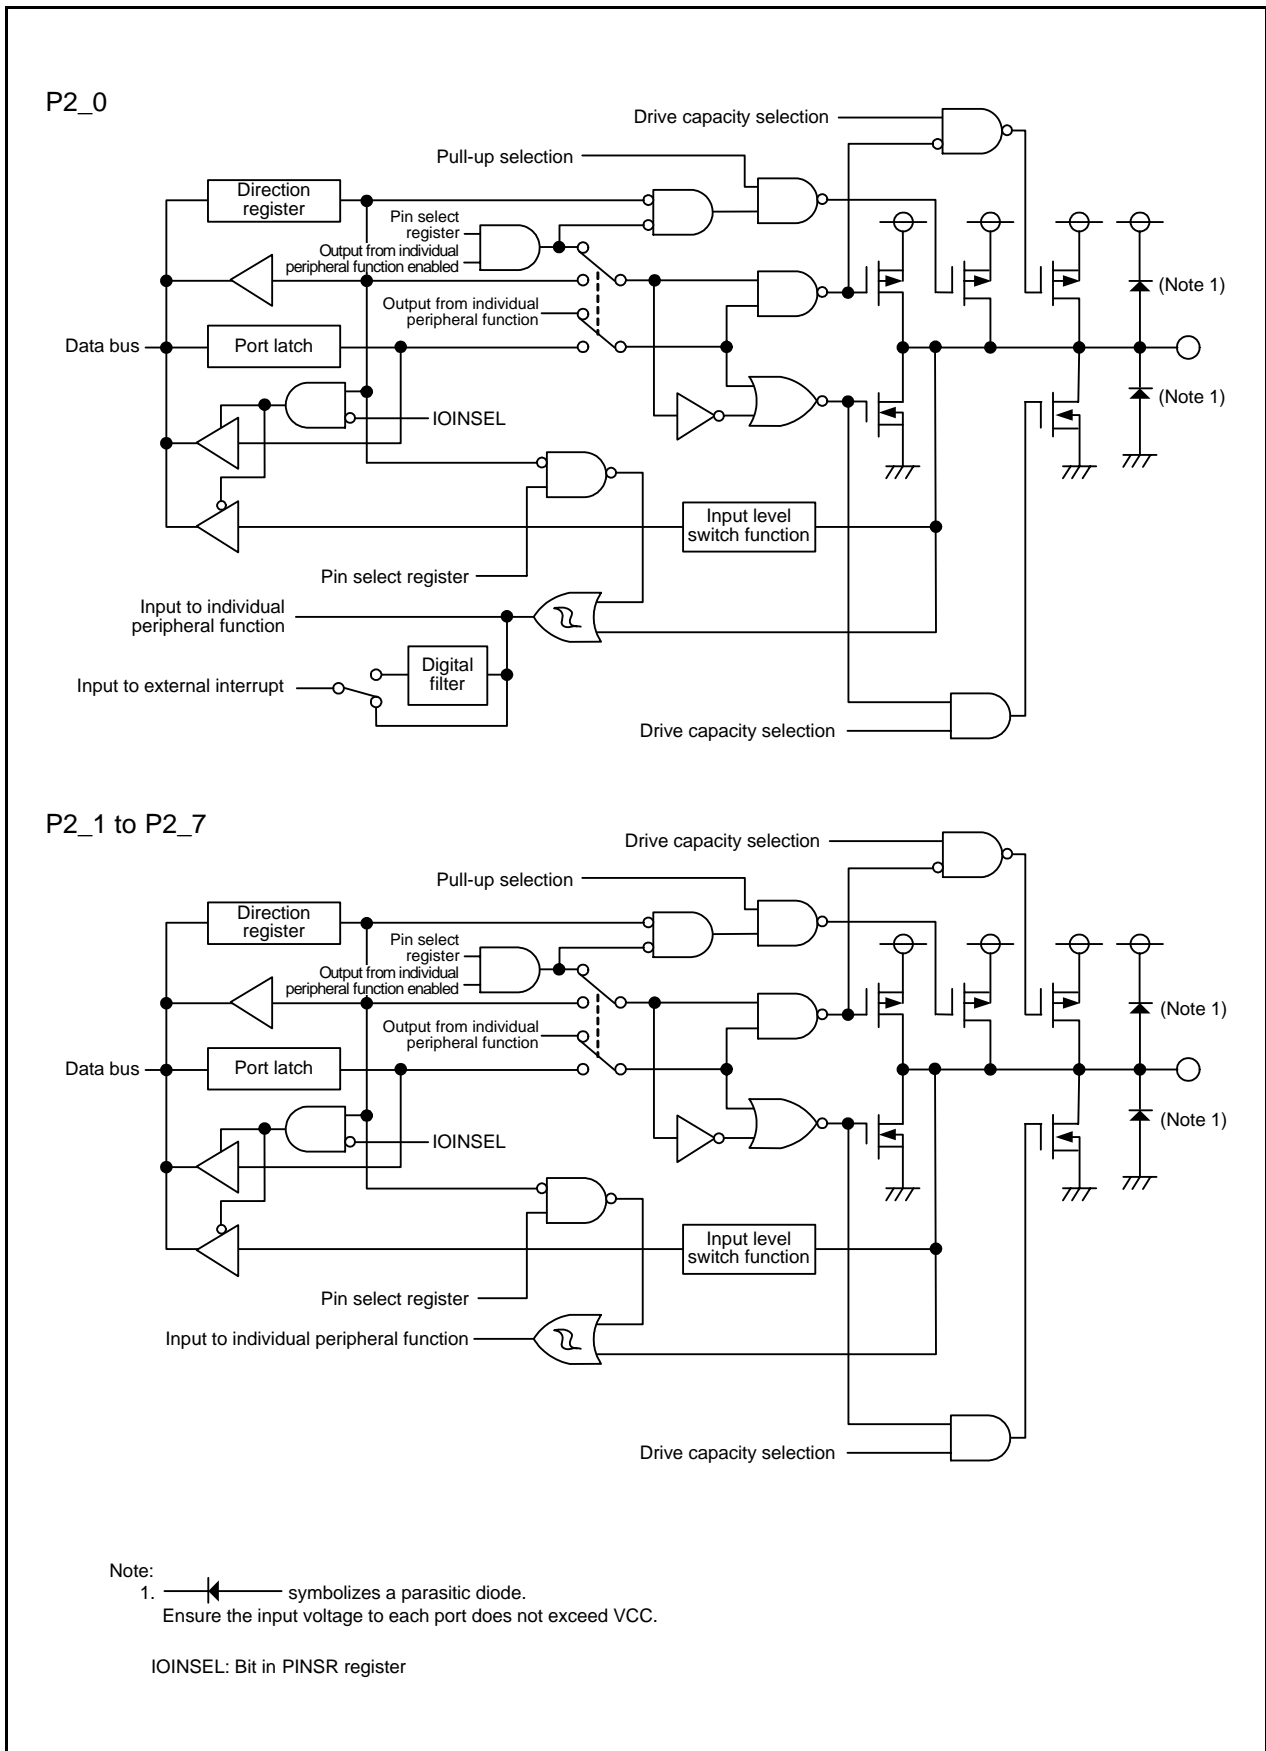 P2_0
Drive capacity selection
Pull-up selection
Direction
register
Pin select
register
Output from individual
peripheral function enabled
Output from individual
peripheral function
(Note 1)
Data bus
Port latch
(Note 1)
IOINSEL
Input level
switch function
Pin select register
Input to individual
peripheral function
Digital
filter
Input to external interrupt
Drive capacity selection
P2_1 to P2_7
Drive capacity selection
Pull-up selection
Direction
register
Pin select
register
Output from individual
peripheral function enabled
Output from individual
peripheral function
(Note 1)
Data bus
Port latch
(Note 1)
IOINSEL
Input level
switch function
Pin select register
Input to individual peripheral function
Drive capacity selection
Note:
1. symbolizes a parasitic diode.
Ensure the input voltage to each port does not exceed VCC.
IOINSEL: Bit in PINSR register